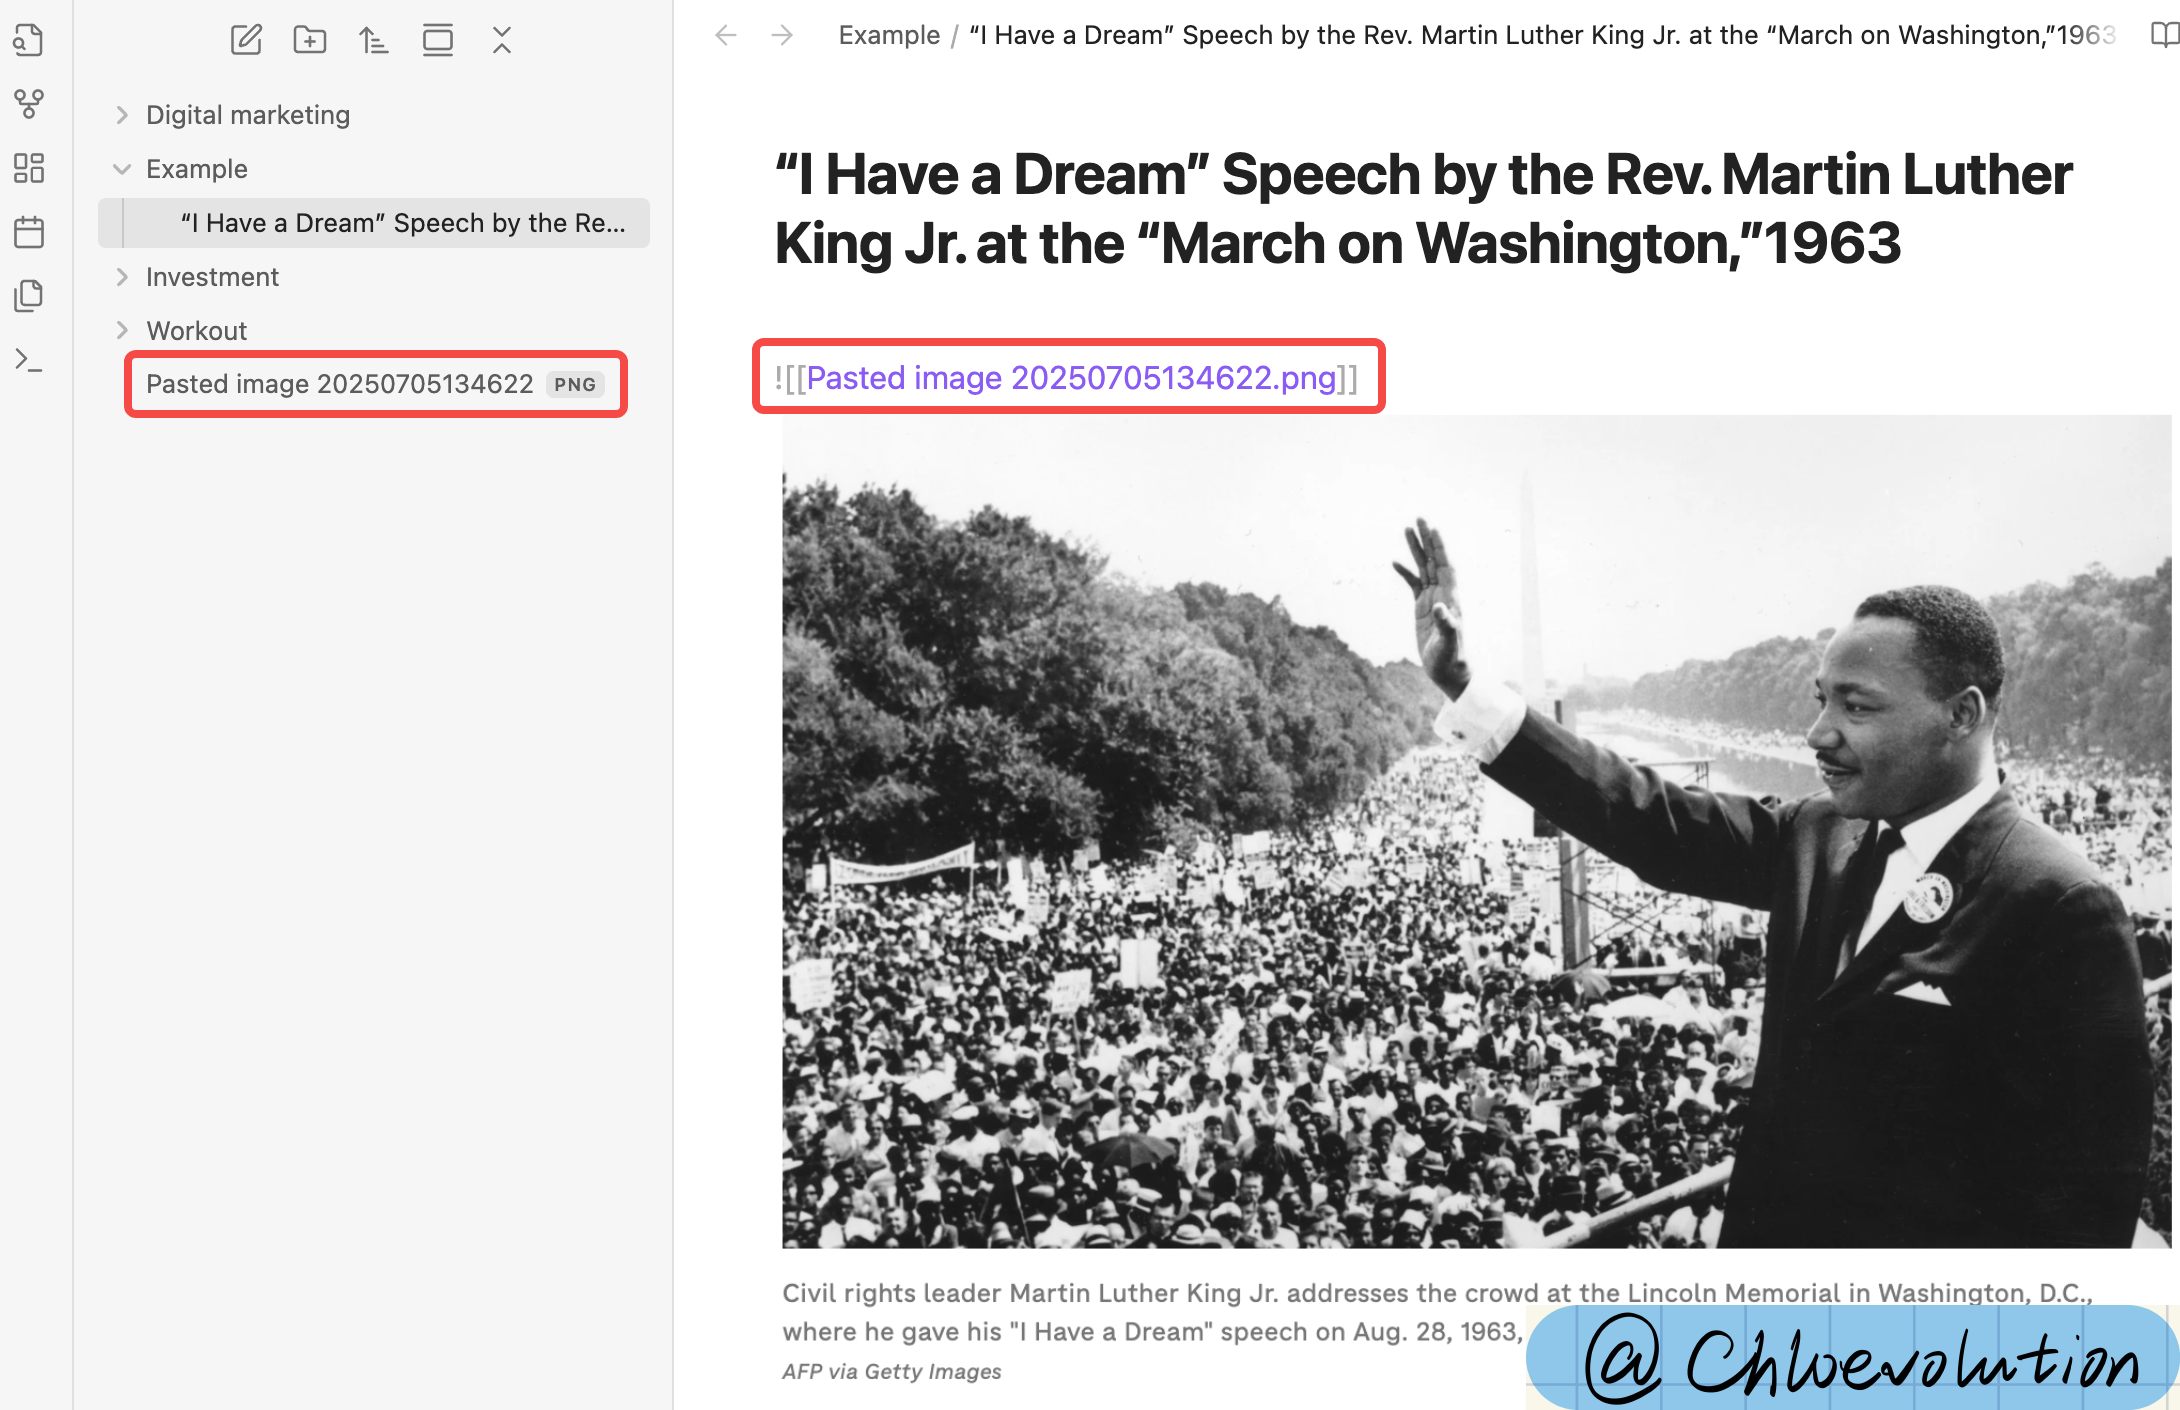 Digital marketing
Example
“I Have a Dream” Speech by the Re...
Investment
Workout
Pasted image 20250705134622 PNG
Example / “I Have a Dream” Speech by the Rev. Martin Luther King Jr. at the “March on Washington,”1963
“I Have a Dream” Speech by the Rev. Martin Luther
King Jr. at the “March on Washington,”1963
![[Pasted image 20250705134622.png]]
Civil rights leader Martin Luther King Jr. addresses the crowd at the Lincoln Memorial in Washington, D.C.,
where he gave his "I Have a Dream" speech on Aug. 28, 1963,
AFP via Getty Images
@Chloevolution